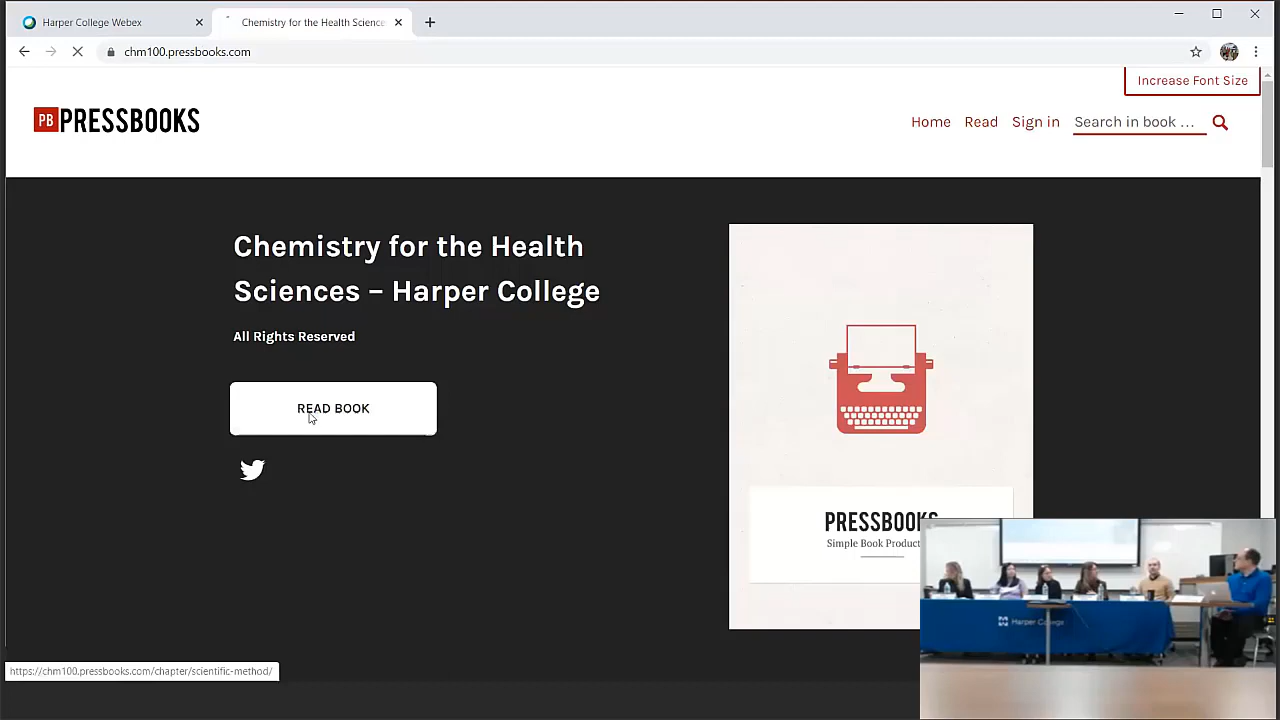 Harper College Webex
Chemistry for the Health Science
chm100.pressbooks.com
Increase Font Size
PB PRESSBOOKS
Home Read Sign in Search in book …
Chemistry for the Health
Sciences – Harper College
All Rights Reserved
READ BOOK
PRESSBOOKS
Simple Book Product
Harper College
https://chm100.pressbooks.com/chapter/scientific-method/